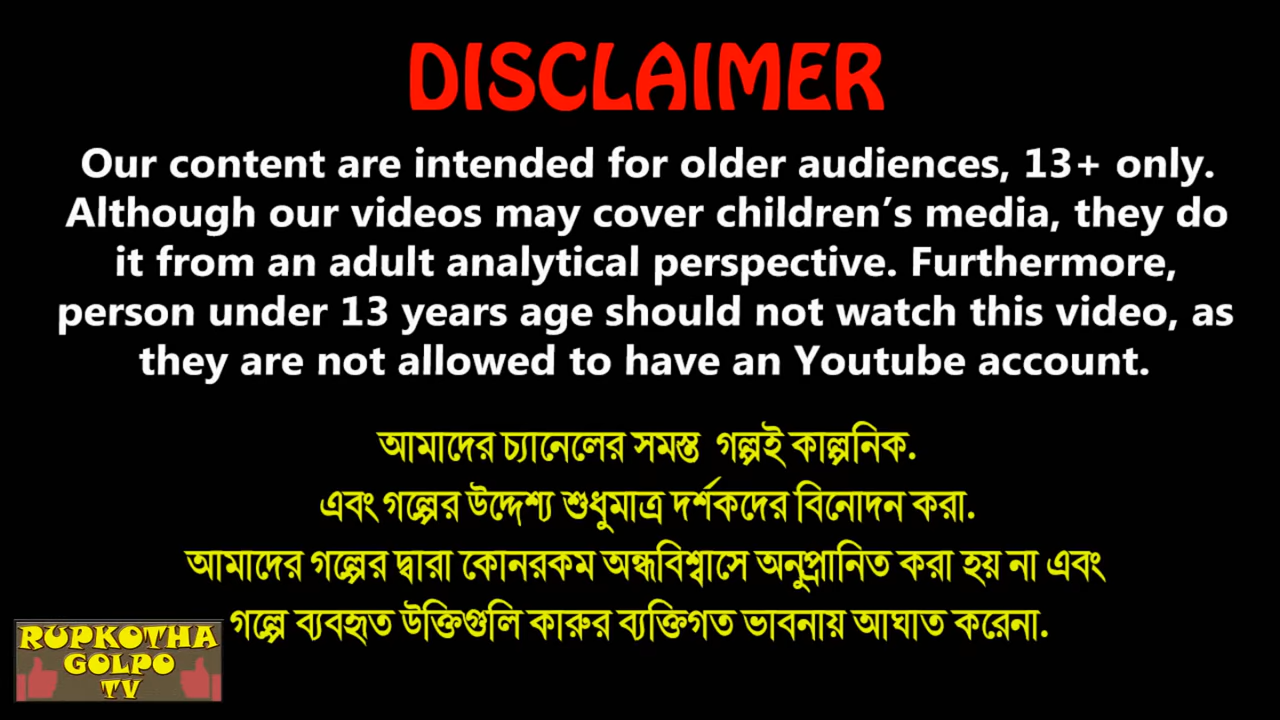 DISCLAIMER
Our content are intended for older audiences, 13+ only.
Although our videos may cover children’s media, they do
it from an adult analytical perspective. Furthermore,
person under 13 years age should not watch this video, as
they are not allowed to have an Youtube account.
আমাদের চ্যানেলের সমস্ত গল্পই কাল্পনিক.
এবং গল্পের উদ্দেশ্য শুধুমাত্র দর্শকদের বিনোদন করা.
আমাদের গল্পের দ্বারা কোনরকম অন্ধবিশ্বাসে অনুপ্রানিত করা হয় না এবং
গল্পে ব্যবহৃত উক্তিগুলি কারুর ব্যক্তিগত ভাবনায় আঘাত করেনা.
RUPKOTHA
GOLPO
TV